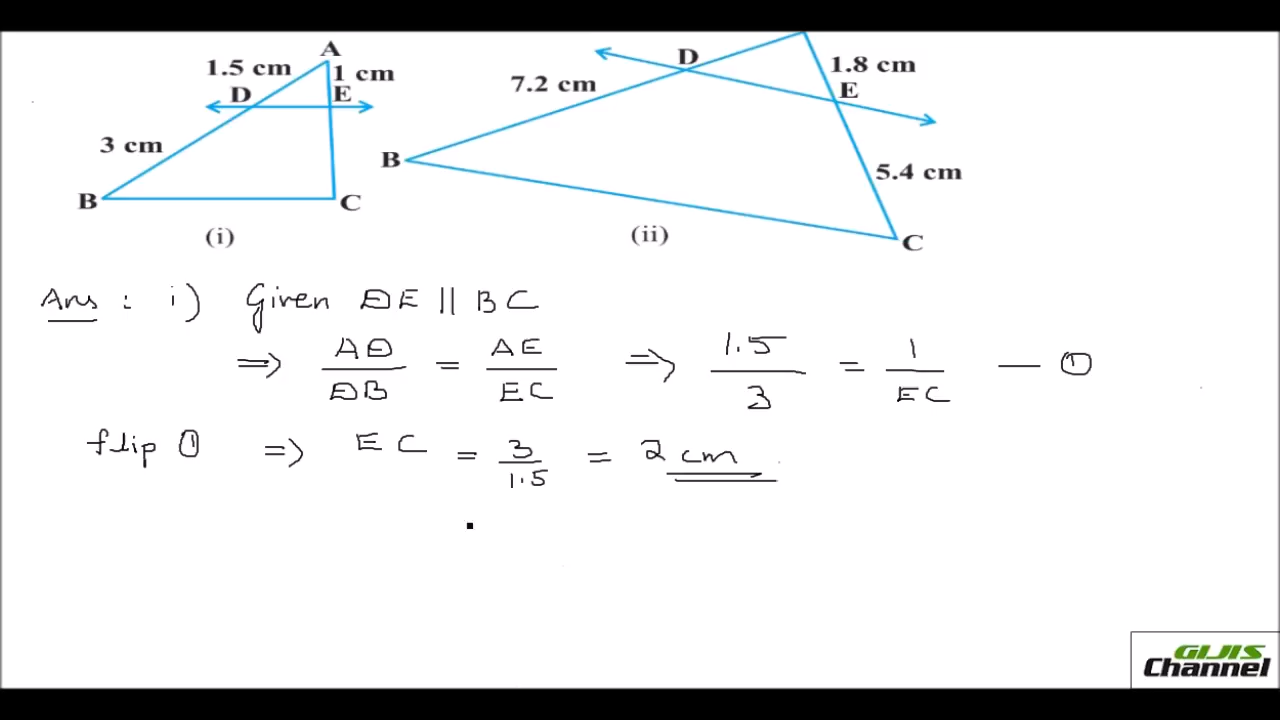 A
1.5 cm
1 cm
D
E
3 cm
B
C
(i)
D
1.8 cm
7.2 cm
E
B
5.4 cm
C
(ii)
Ans : i) Given DE || BC
⇒ AD/DB = AE/EC ⇒ 1.5/3 = 1/EC — ①
flip ① ⇒ EC = 3/1.5 = 2 cm
GIJIS
Channel